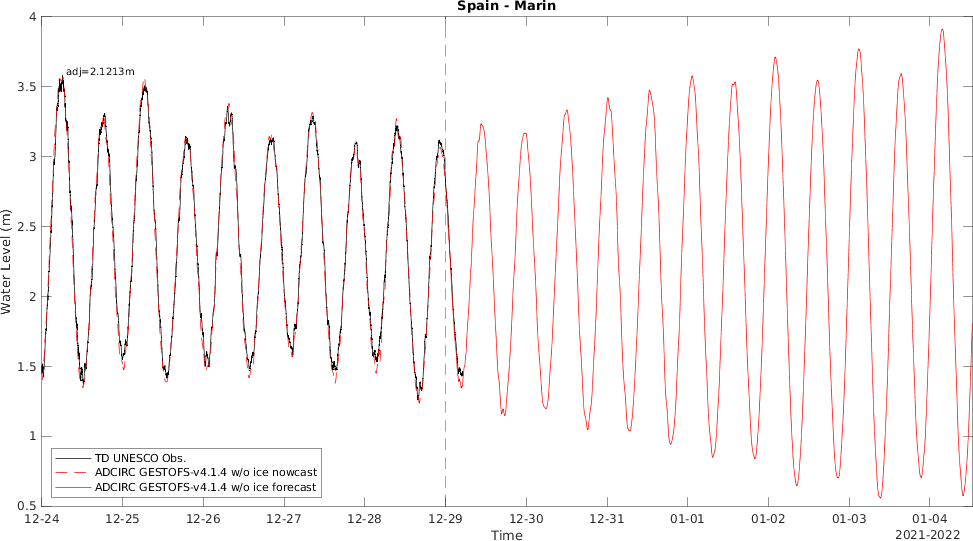 Spain - Marin
4
3.5
3
2.5
2
1.5
1
0.5
Water Level (m)
adj=2.1213m
TD UNESCO Obs.
ADCIRC GESTOFS-v4.1.4 w/o ice nowcast
ADCIRC GESTOFS-v4.1.4 w/o ice forecast
12-24 12-25 12-26 12-27 12-28 12-29 12-30 12-31 01-01 01-02 01-03 01-04
2021-2022
Time